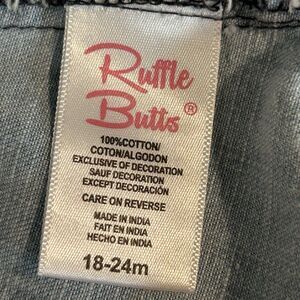 Ruffle
Butts®
100%COTTON/
COTON/ALGODON
EXCLUSIVE OF DECORATION
SAUF DECORATION
EXCEPT DECORACIÓN
CARE ON REVERSE
MADE IN INDIA
FAIT EN INDIA
HECHO EN INDIA
18-24m